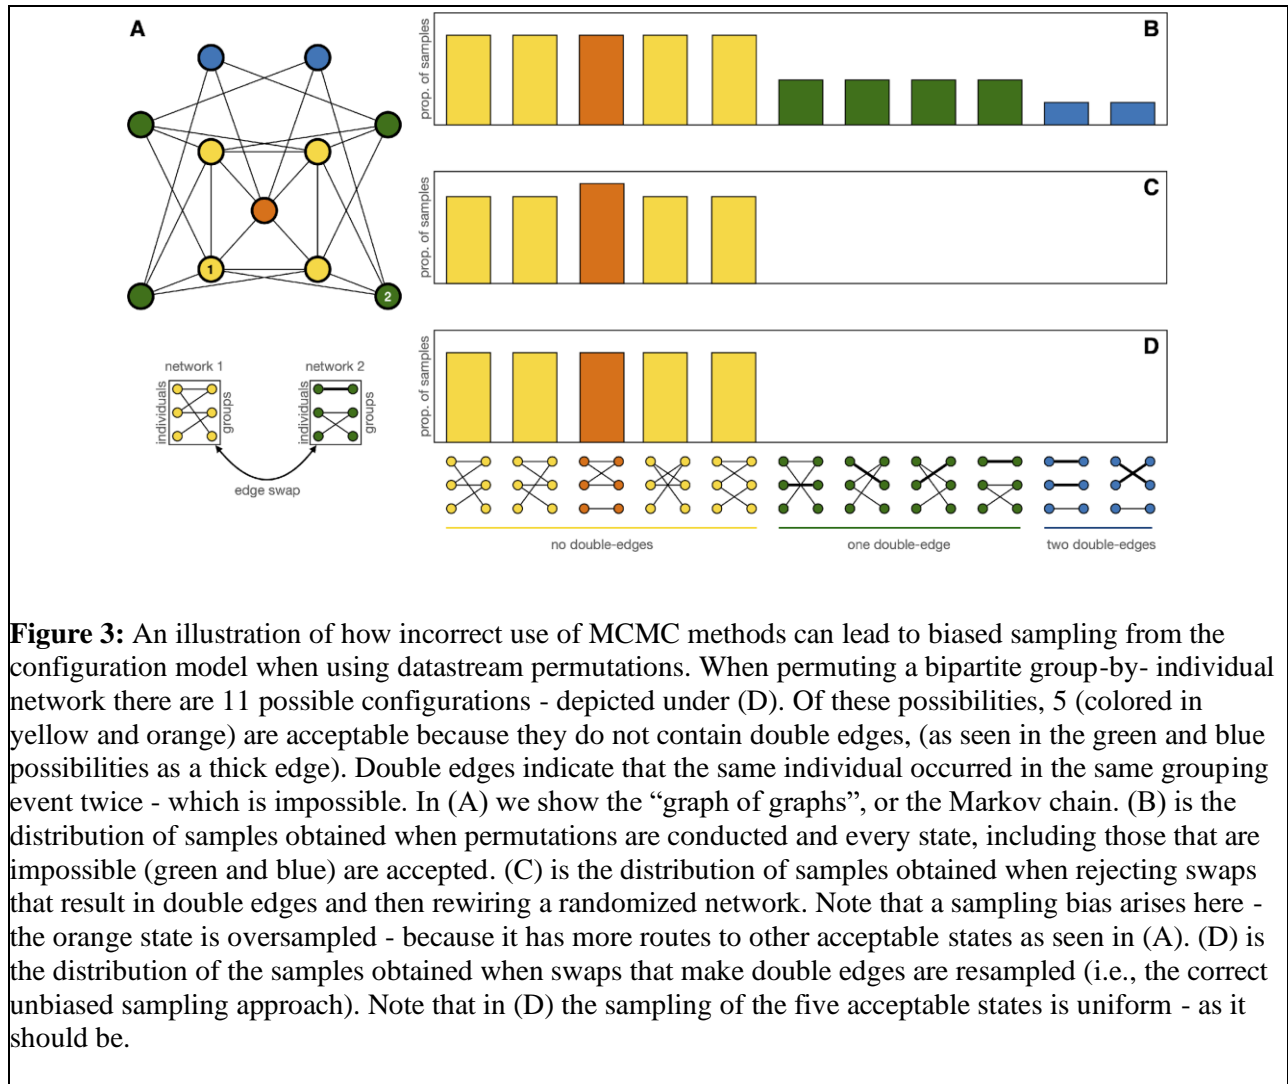 A
B
prop. of samples
C
prop. of samples
1
2
D
prop. of samples
network 1
network 2
individuals
groups
individuals
groups
edge swap
no double-edges
one double-edge
two double-edges
Figure 3: An illustration of how incorrect use of MCMC methods can lead to biased sampling from the
configuration model when using datastream permutations. When permuting a bipartite group-by- individual
network there are 11 possible configurations - depicted under (D). Of these possibilities, 5 (colored in
yellow and orange) are acceptable because they do not contain double edges, (as seen in the green and blue
possibilities as a thick edge). Double edges indicate that the same individual occurred in the same grouping
event twice - which is impossible. In (A) we show the “graph of graphs”, or the Markov chain. (B) is the
distribution of samples obtained when permutations are conducted and every state, including those that are
impossible (green and blue) are accepted. (C) is the distribution of samples obtained when rejecting swaps
that result in double edges and then rewiring a randomized network. Note that a sampling bias arises here -
the orange state is oversampled - because it has more routes to other acceptable states as seen in (A). (D) is
the distribution of the samples obtained when swaps that make double edges are resampled (i.e., the correct
unbiased sampling approach). Note that in (D) the sampling of the five acceptable states is uniform - as it
should be.